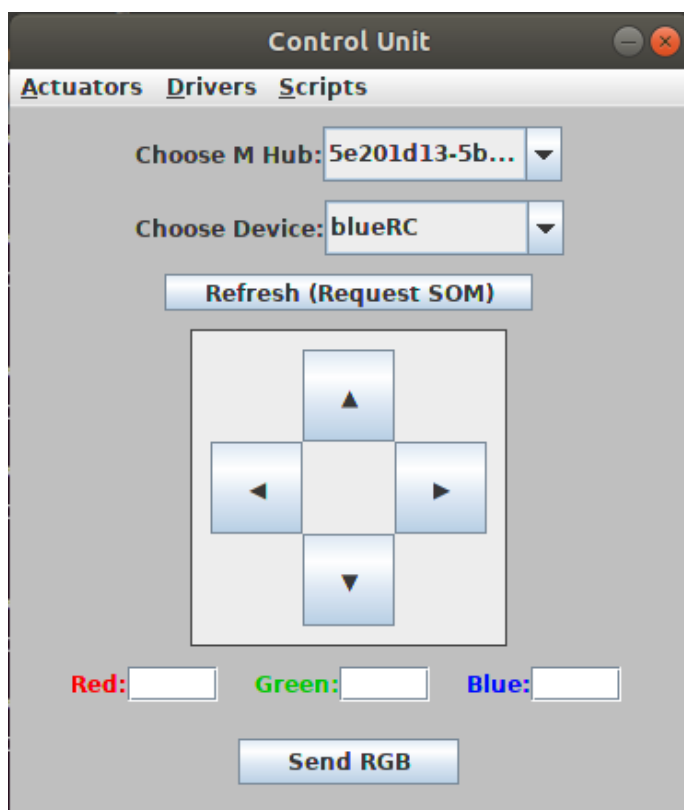 Control Unit
Actuators Drivers Scripts
Choose M Hub: 5e201d13-5b...
Choose Device: blueRC
Refresh (Request SOM)
▲
◀ ▶
▼
Red: Green: Blue:
Send RGB